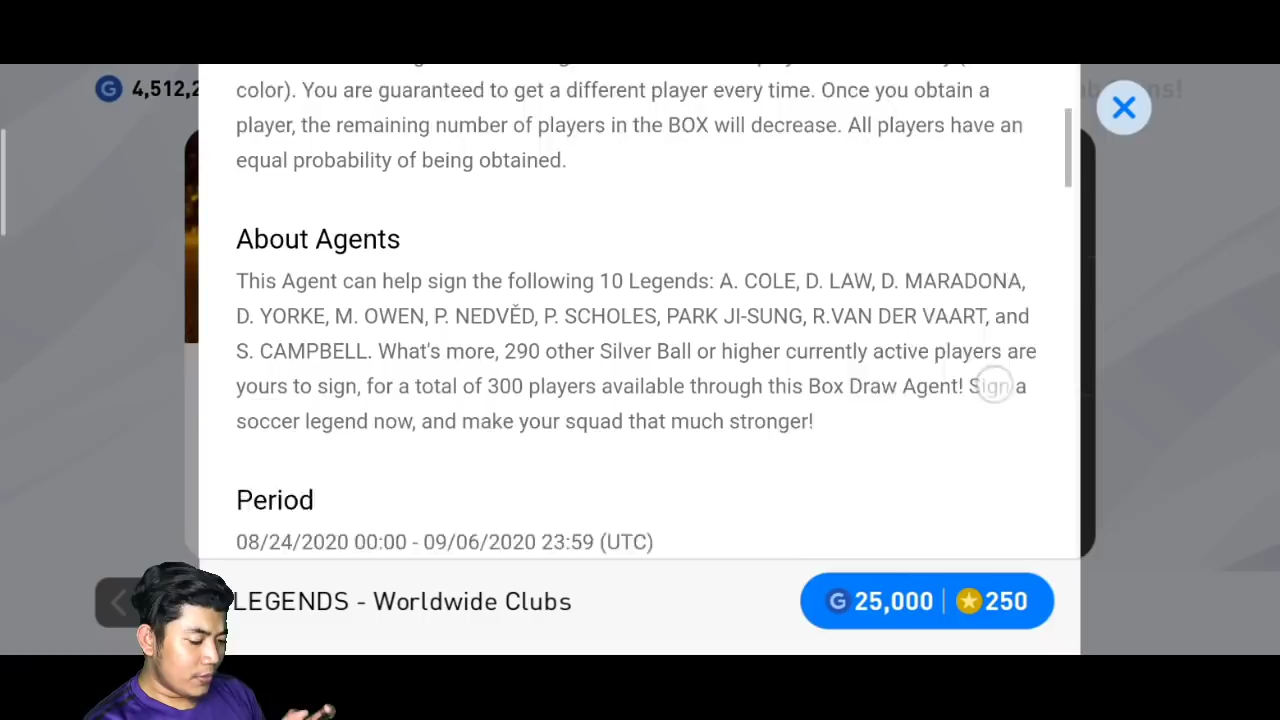 4,512,2
color). You are guaranteed to get a different player every time. Once you obtain a
player, the remaining number of players in the BOX will decrease. All players have an
equal probability of being obtained.
About Agents
This Agent can help sign the following 10 Legends: A. COLE, D. LAW, D. MARADONA,
D. YORKE, M. OWEN, P. NEDVĚD, P. SCHOLES, PARK JI-SUNG, R.VAN DER VAART, and
S. CAMPBELL. What's more, 290 other Silver Ball or higher currently active players are
yours to sign, for a total of 300 players available through this Box Draw Agent! Sign a
soccer legend now, and make your squad that much stronger!
Period
08/24/2020 00:00 - 09/06/2020 23:59 (UTC)
LEGENDS - Worldwide Clubs
G 25,000 | 250